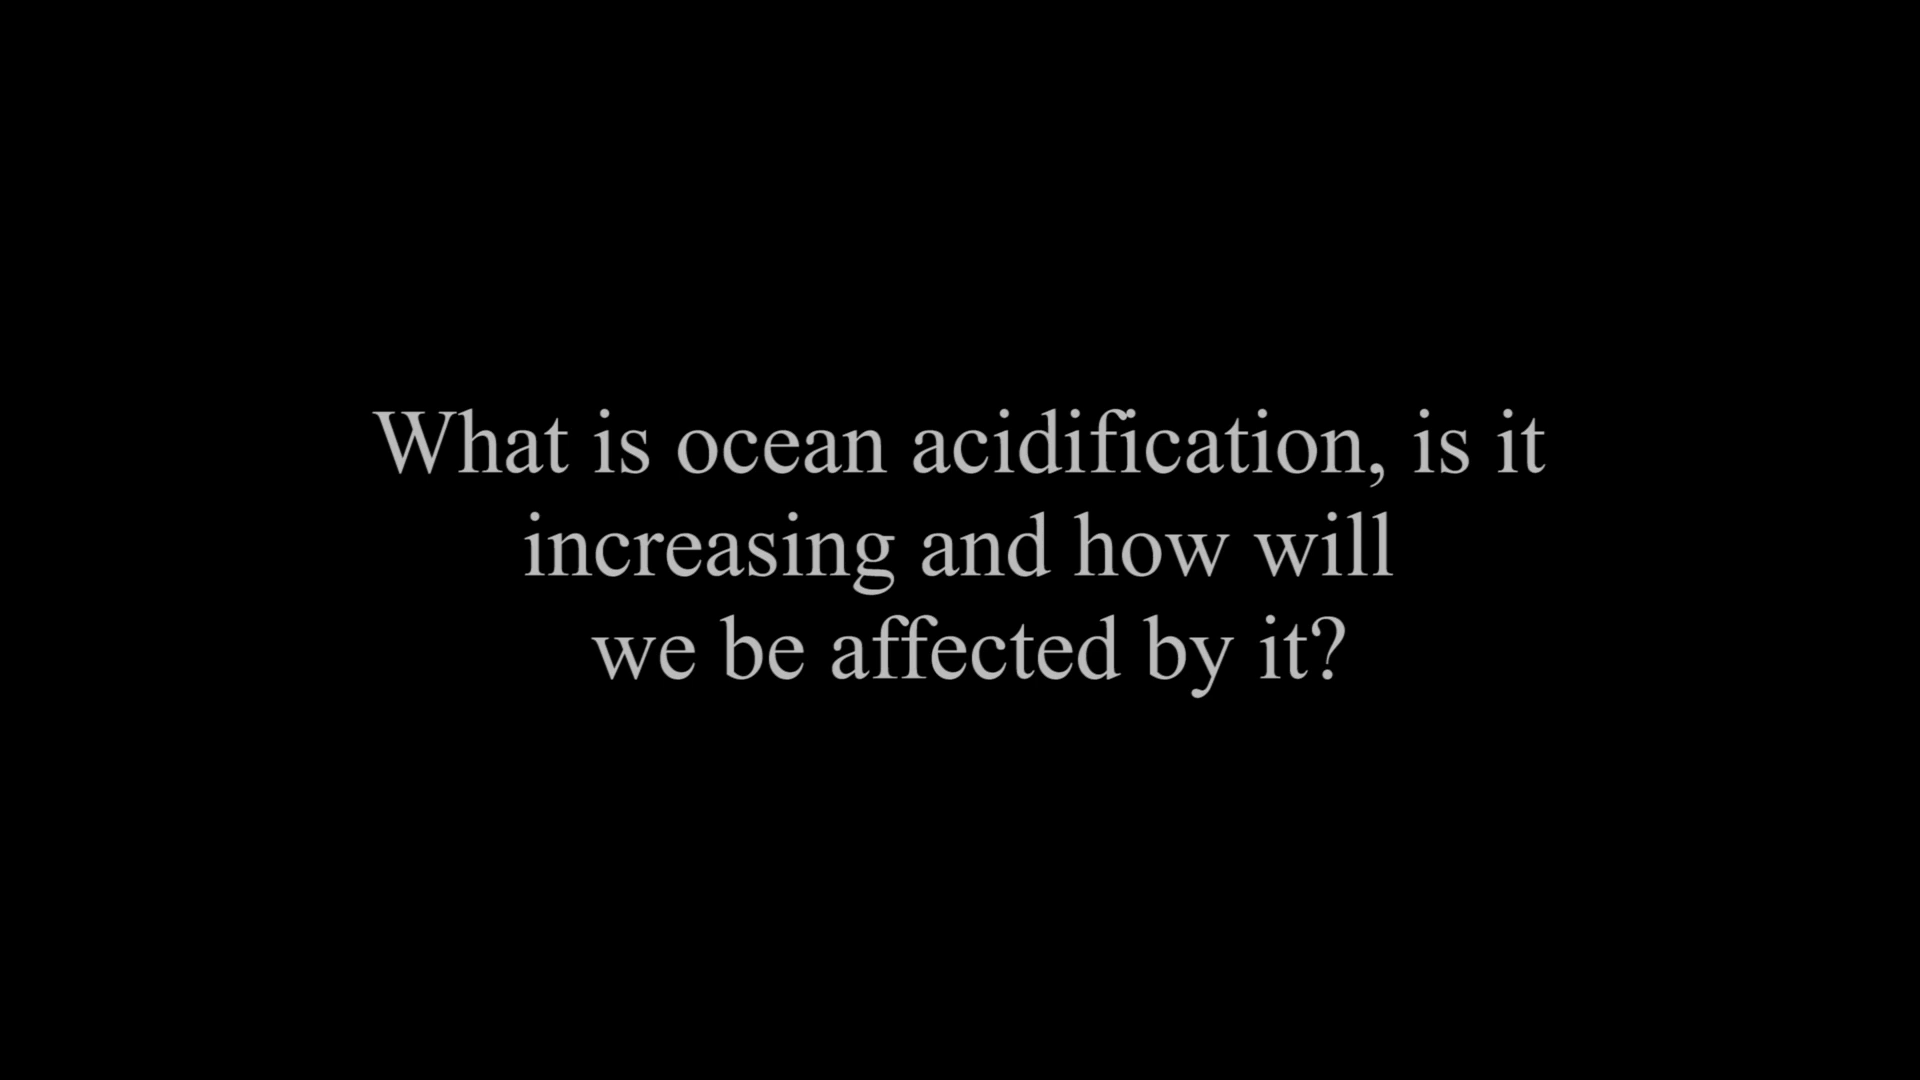 What is ocean acidification, is it
increasing and how will
we be affected by it?